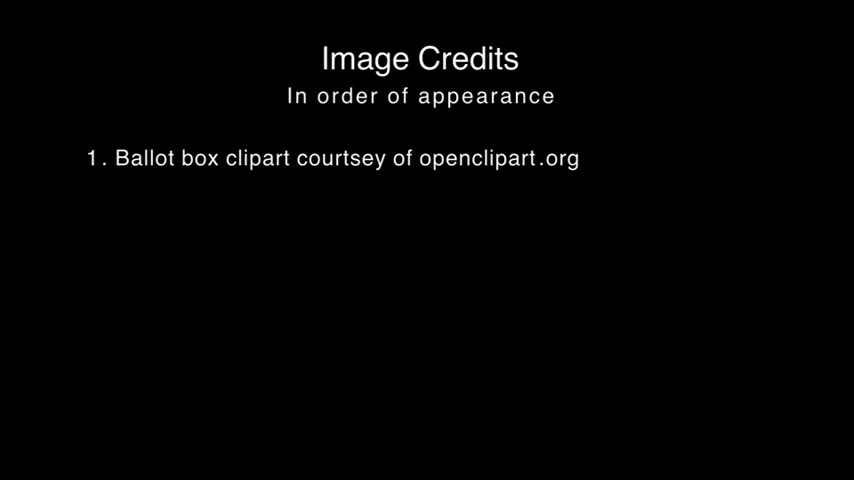 Image Credits
In order of appearance
1. Ballot box clipart courtsey of openclipart.org